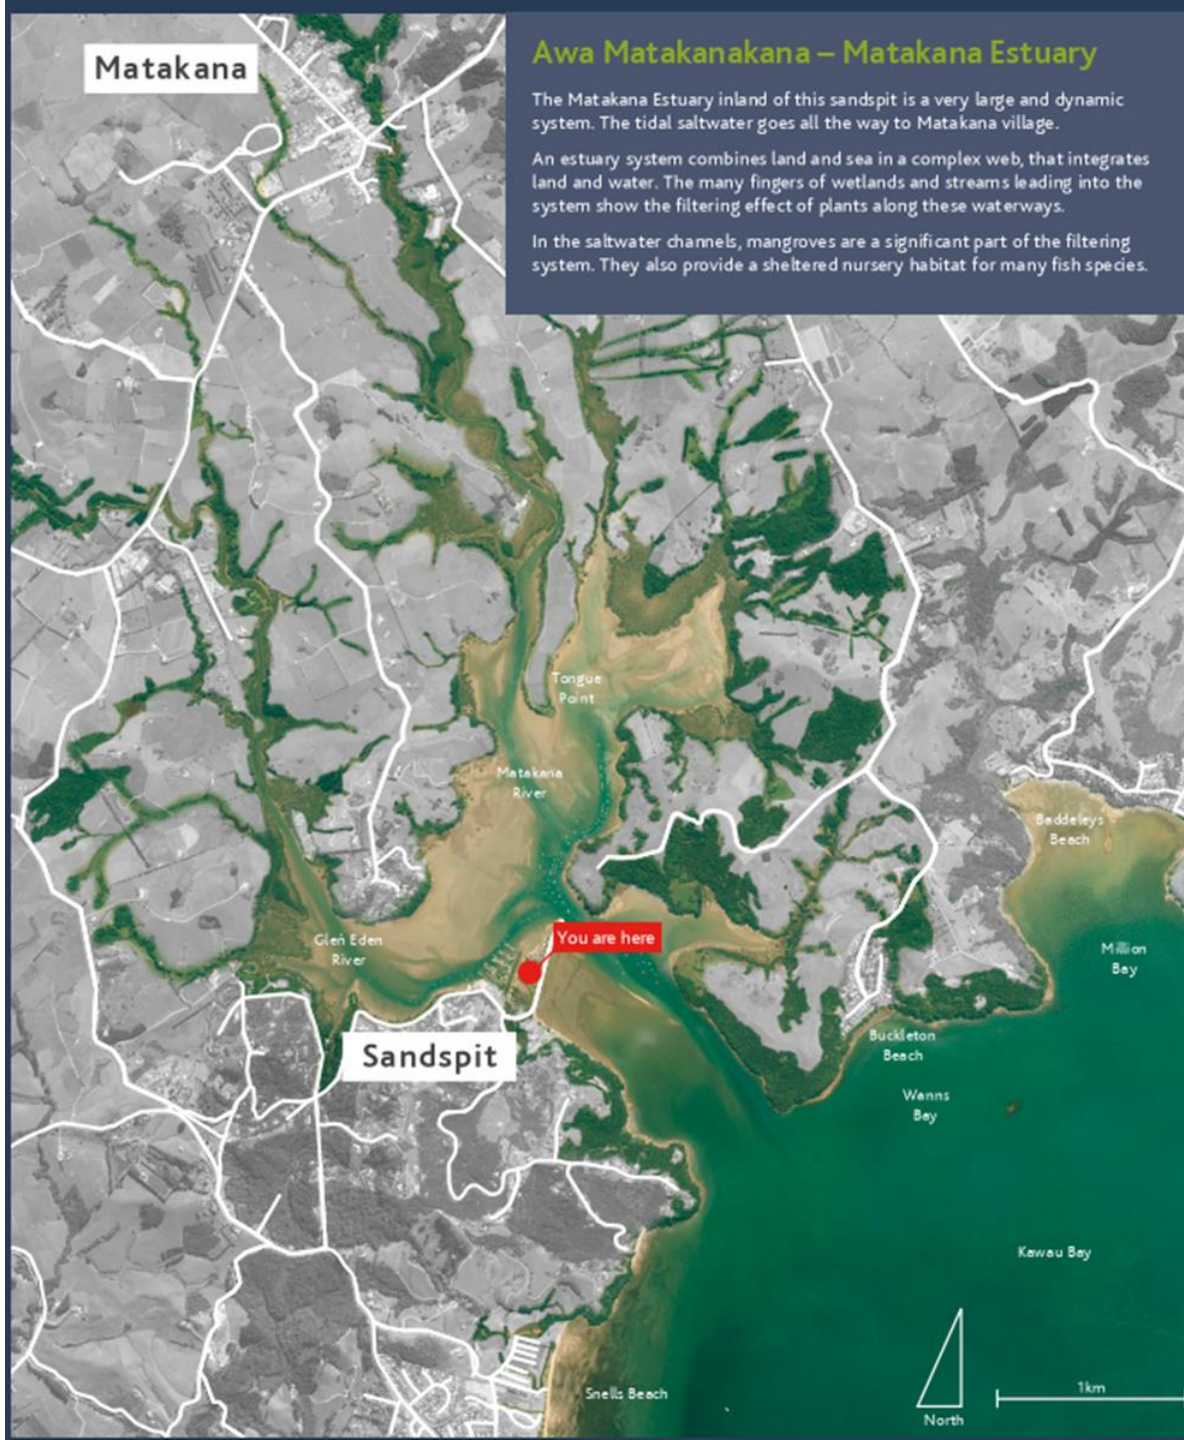 Matakana
Awa Matakanakana – Matakana Estuary
The Matakana Estuary inland of this sandspit is a very large and dynamic
system. The tidal saltwater goes all the way to Matakana village.
An estuary system combines land and sea in a complex web, that integrates
land and water. The many fingers of wetlands and streams leading into the
system show the filtering effect of plants along these waterways.
In the saltwater channels, mangroves are a significant part of the filtering
system. They also provide a sheltered nursery habitat for many fish species.
Tongue
Point
Matakana
River
Baddeleys
Beach
You are here
Glen Eden
River
Million
Bay
Sandspit
Buckleton
Beach
Wanns
Bay
Kawau Bay
Snells Beach
1km
North